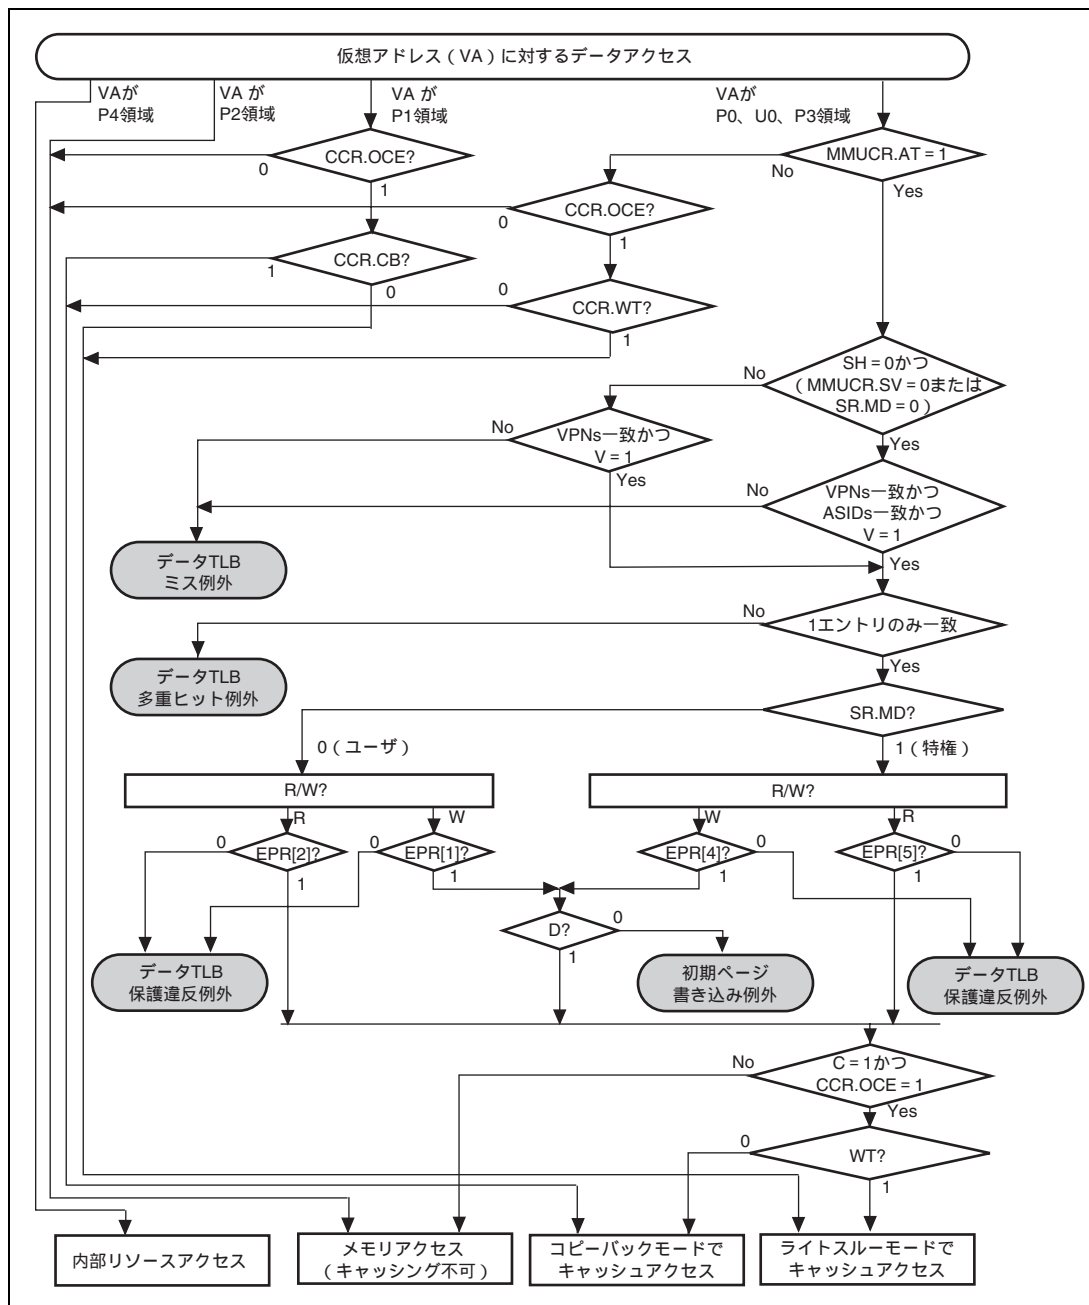 仮想アドレス（VA）に対するデータアクセス
VAが
P4領域
VA が
P2領域
VA が
P1領域
VAが
P0、U0、P3領域
CCR.OCE?
0
1
MMUCR.AT = 1
No
Yes
CCR.OCE?
0
1
CCR.CB?
1
0
CCR.WT?
0
1
SH = 0かつ
（MMUCR.SV = 0または
SR.MD = 0）
No
Yes
VPNs一致かつ
V = 1
No
Yes
VPNs一致かつ
ASIDs一致かつ
V = 1
No
Yes
データTLB
ミス例外
1エントリのみ一致
No
Yes
データTLB
多重ヒット例外
SR.MD?
0（ユーザ）
1（特権）
R/W?
R/W?
R
W
W
R
0
EPR[2]?
1
0
EPR[1]?
1
EPR[4]?
0
1
EPR[5]?
0
1
D?
0
1
データTLB
保護違反例外
初期ページ
書き込み例外
データTLB
保護違反例外
C = 1かつ
CCR.OCE = 1
No
Yes
WT?
0
1
内部リソースアクセス
メモリアクセス
（キャッシング不可）
コピーバックモードで
キャッシュアクセス
ライトスルーモードで
キャッシュアクセス